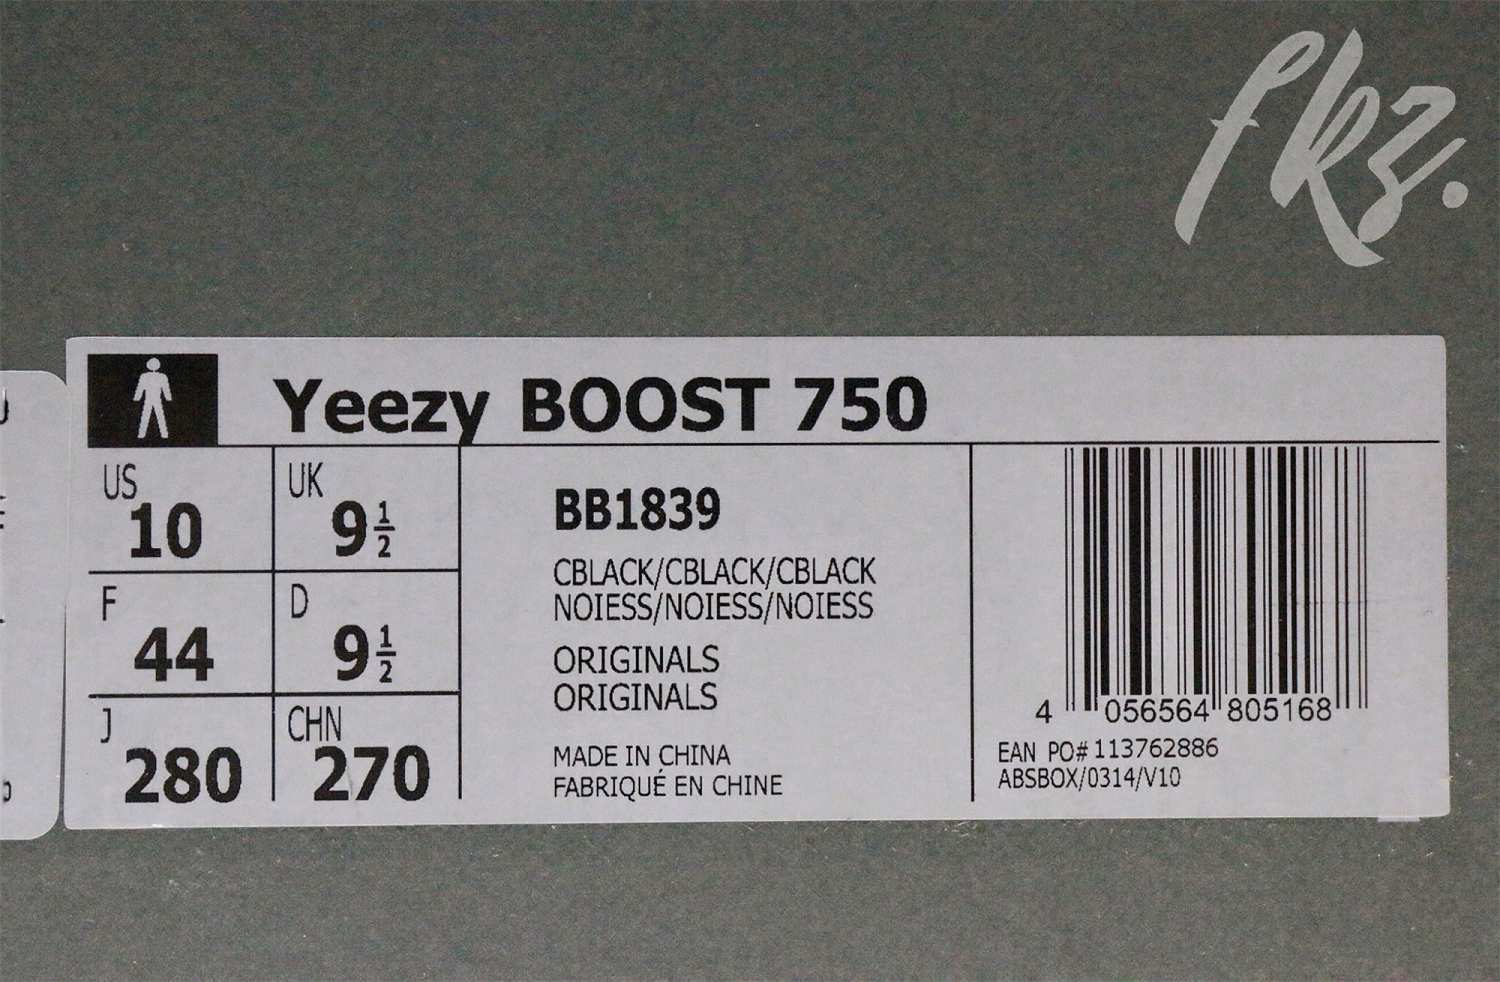 fkz.
Yeezy BOOST 750
US
10
UK
9 1/2
F
44
D
9 1/2
J
280
CHN
270
BB1839
CBLACK/CBLACK/CBLACK
NOIESS/NOIESS/NOIESS
ORIGINALS
ORIGINALS
MADE IN CHINA
FABRIQUÉ EN CHINE
4 056564 805168
EAN PO# 113762886
ABSBOX/0314/V10